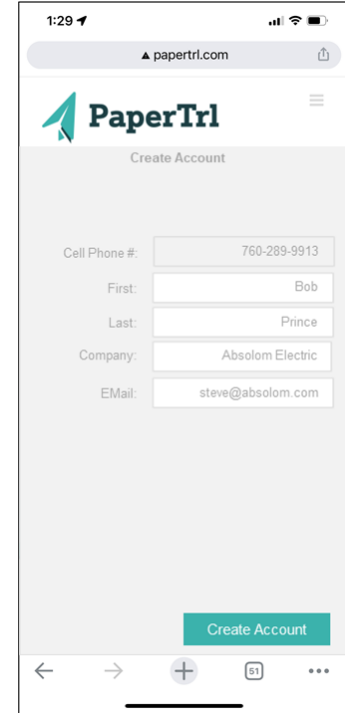 1:29
papertrl.com
PaperTrl
Create Account
Cell Phone #: 760-289-9913
First: Bob
Last: Prince
Company: Absolom Electric
EMail: steve@absolom.com
Create Account
51